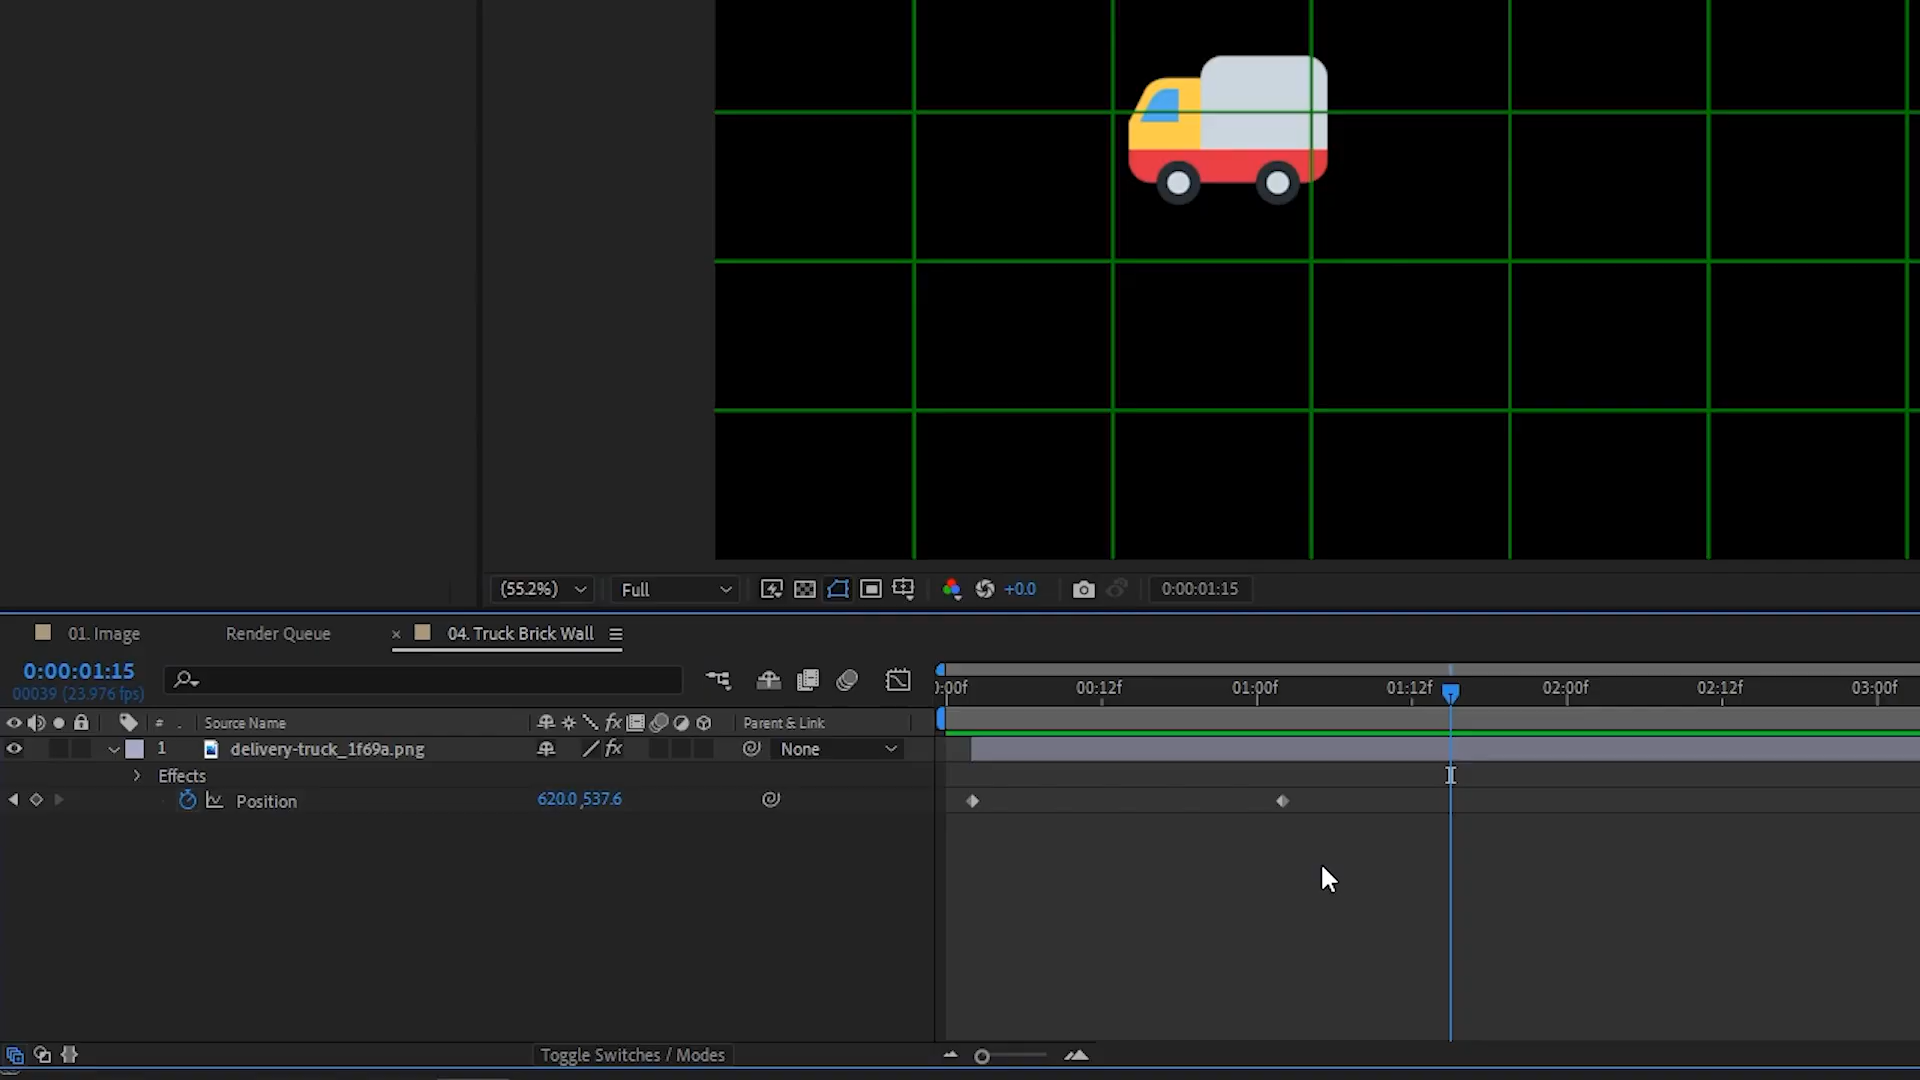 (55.2%) Full +0.0 0:00:01:15
01. Image Render Queue × 04. Truck Brick Wall
0:00:01:15
00039 (23.976 fps)
):00f 00:12f 01:00f 01:12f 02:00f 02:12f 03:00f
# . Source Name fx Parent & Link
1 delivery-truck_1f69a.png fx None
Effects
Position 620.0,537.6
Toggle Switches / Modes